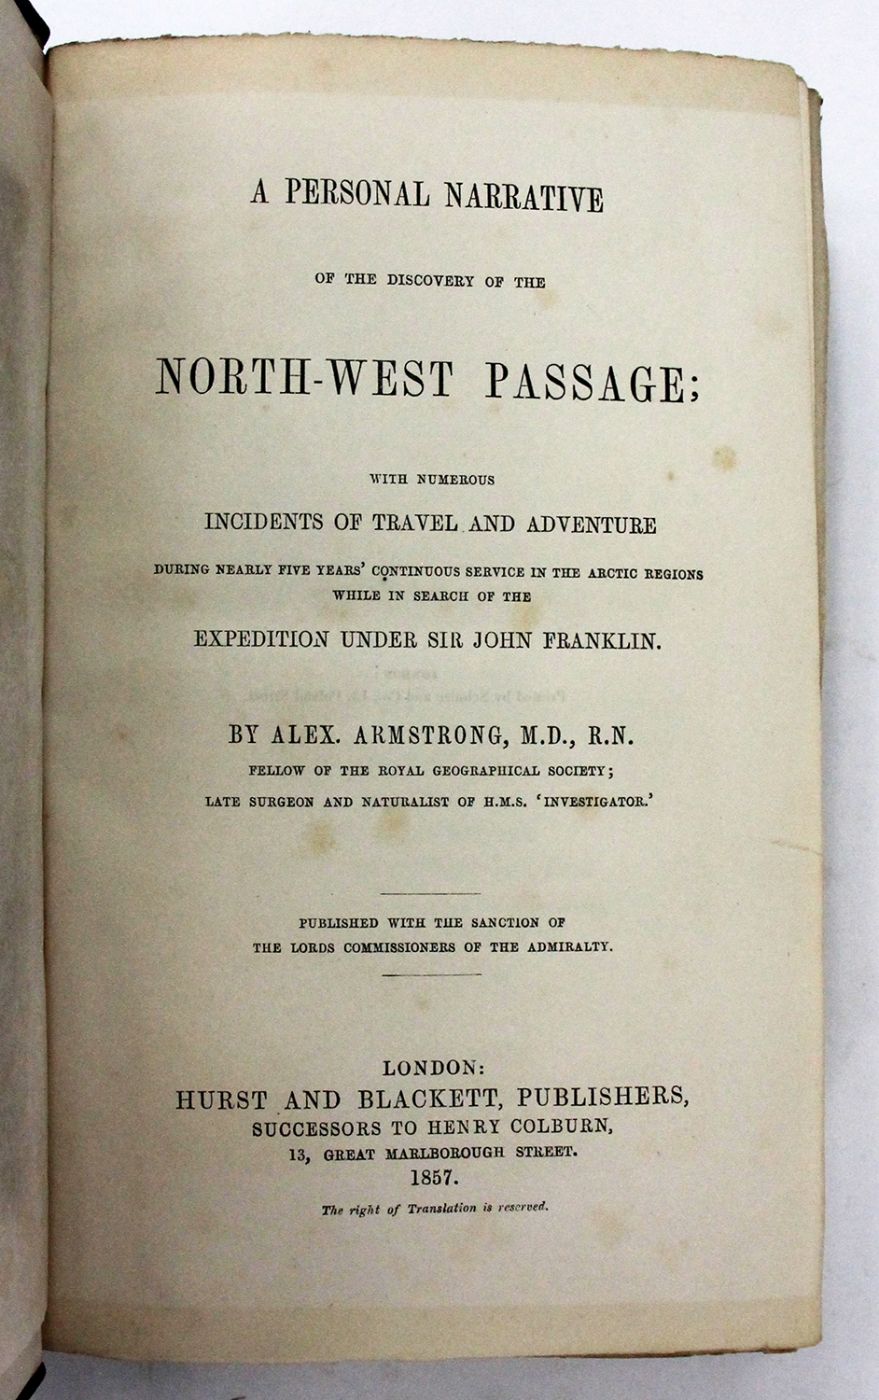 A PERSONAL NARRATIVE
OF THE DISCOVERY OF THE
NORTH-WEST PASSAGE;
WITH NUMEROUS
INCIDENTS OF TRAVEL AND ADVENTURE
DURING NEARLY FIVE YEARS' CONTINUOUS SERVICE IN THE ARCTIC REGIONS
WHILE IN SEARCH OF THE
EXPEDITION UNDER SIR JOHN FRANKLIN.
BY ALEX. ARMSTRONG, M.D., R.N.
FELLOW OF THE ROYAL GEOGRAPHICAL SOCIETY;
LATE SURGEON AND NATURALIST OF H.M.S. 'INVESTIGATOR.'
PUBLISHED WITH THE SANCTION OF
THE LORDS COMMISSIONERS OF THE ADMIRALTY.
LONDON:
HURST AND BLACKETT, PUBLISHERS,
SUCCESSORS TO HENRY COLBURN,
13, GREAT MARLBOROUGH STREET.
1857.
The right of Translation is reserved.